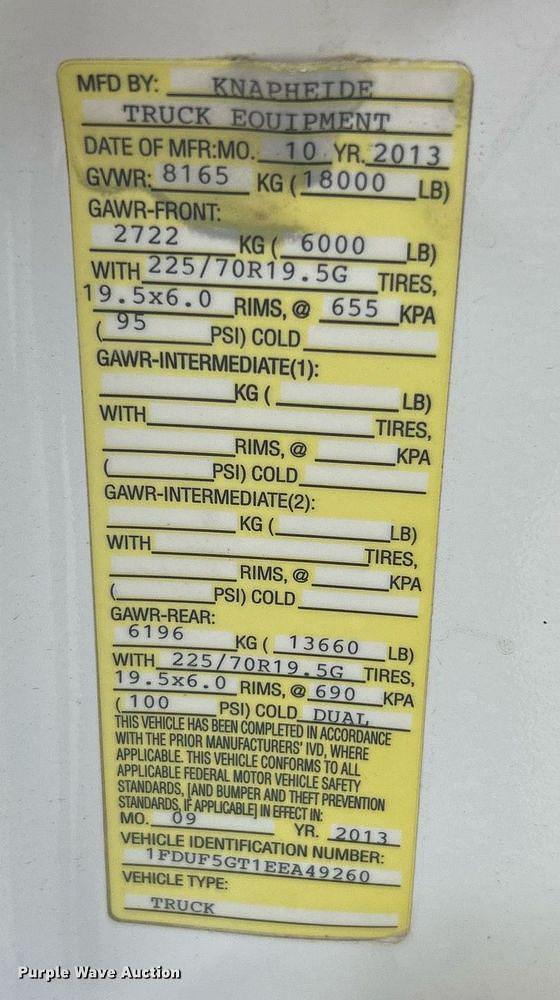 MFD BY: KNAPHEIDE
TRUCK EQUIPMENT
DATE OF MFR:MO. 10 YR. 2013
GVWR: 8165 KG ( 18000 LB)
GAWR-FRONT:
2722 KG ( 6000 LB)
WITH 225/70R19.5G TIRES,
19.5x6.0 RIMS, @ 655 KPA
( 95 PSI) COLD
GAWR-INTERMEDIATE(1):
KG ( LB)
WITH TIRES,
RIMS, @ KPA
( PSI) COLD
GAWR-INTERMEDIATE(2):
KG ( LB)
WITH TIRES,
RIMS, @ KPA
( PSI) COLD
GAWR-REAR:
6196 KG ( 13660 LB)
WITH 225/70R19.5G TIRES,
19.5x6.0 RIMS, @ 690 KPA
( 100 PSI) COLD DUAL
THIS VEHICLE HAS BEEN COMPLETED IN ACCORDANCE
WITH THE PRIOR MANUFACTURERS' IVD, WHERE
APPLICABLE. THIS VEHICLE CONFORMS TO ALL
APPLICABLE FEDERAL MOTOR VEHICLE SAFETY
STANDARDS, [AND BUMPER AND THEFT PREVENTION
STANDARDS, IF APPLICABLE] IN EFFECT IN:
MO. 09 YR. 2013
VEHICLE IDENTIFICATION NUMBER:
1FDUF5GT1EEA49260
VEHICLE TYPE:
TRUCK
Purple Wave Auction